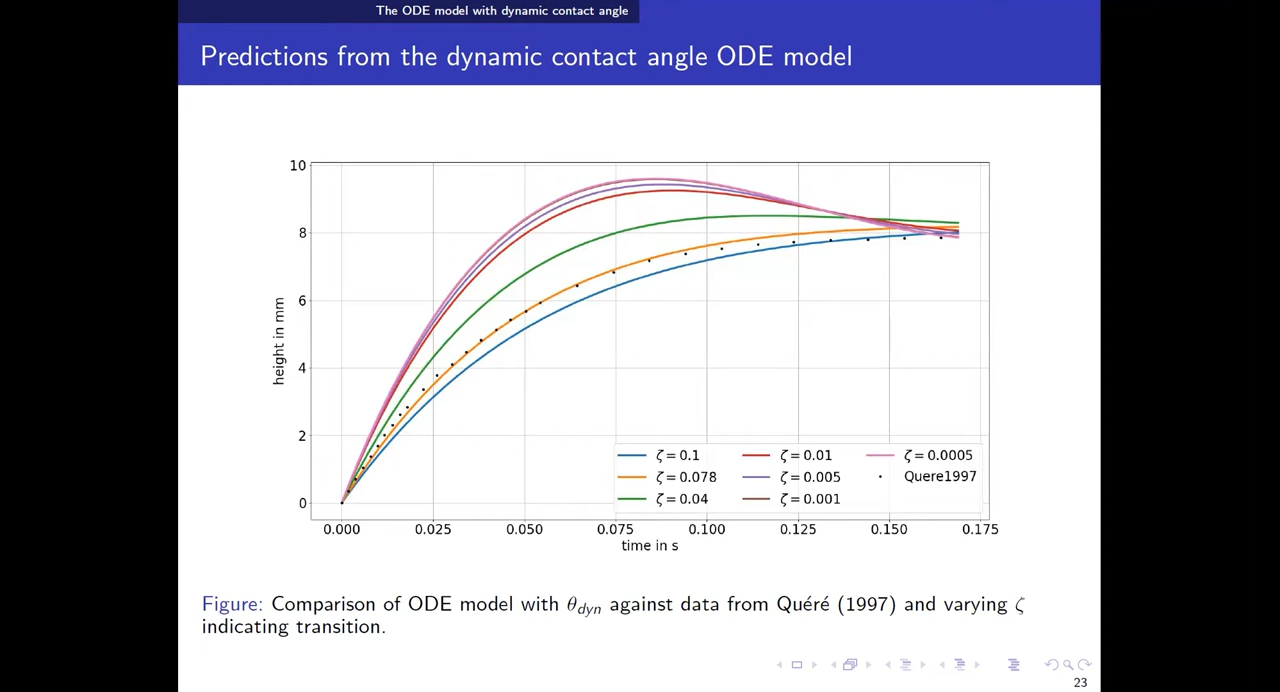 The ODE model with dynamic contact angle
Predictions from the dynamic contact angle ODE model
10
8
6
4
2
0
height in mm
0.000 0.025 0.050 0.075 0.100 0.125 0.150 0.175
time in s
ζ = 0.1 ζ = 0.01 ζ = 0.0005
ζ = 0.078 ζ = 0.005 Quere1997
ζ = 0.04 ζ = 0.001
Figure: Comparison of ODE model with θdyn against data from Quéré (1997) and varying ζ
indicating transition.
23